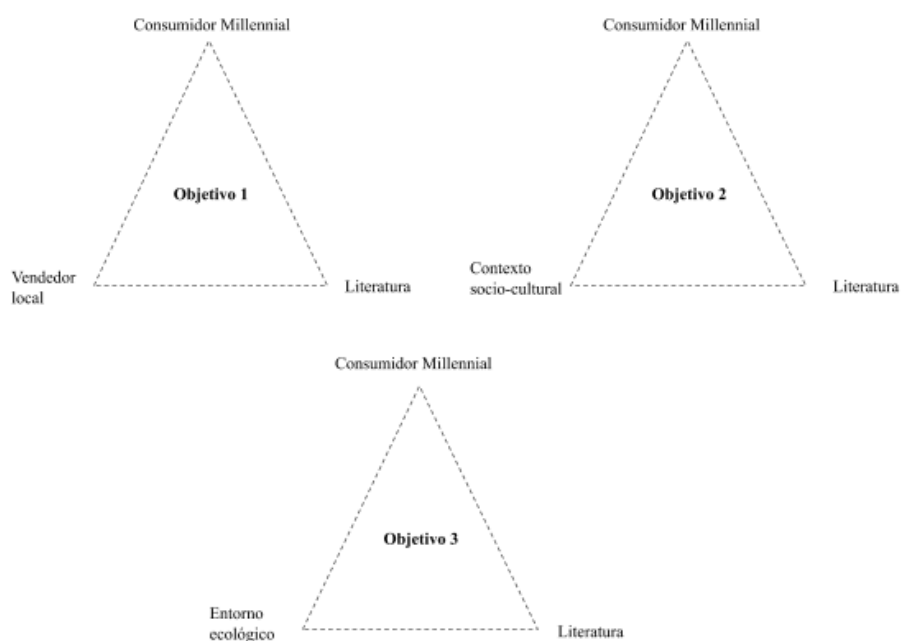 Consumidor Millennial
Consumidor Millennial
Objetivo 1
Objetivo 2
Vendedor
local
Literatura
Contexto
socio-cultural
Literatura
Consumidor Millennial
Objetivo 3
Entorno
ecológico
Literatura